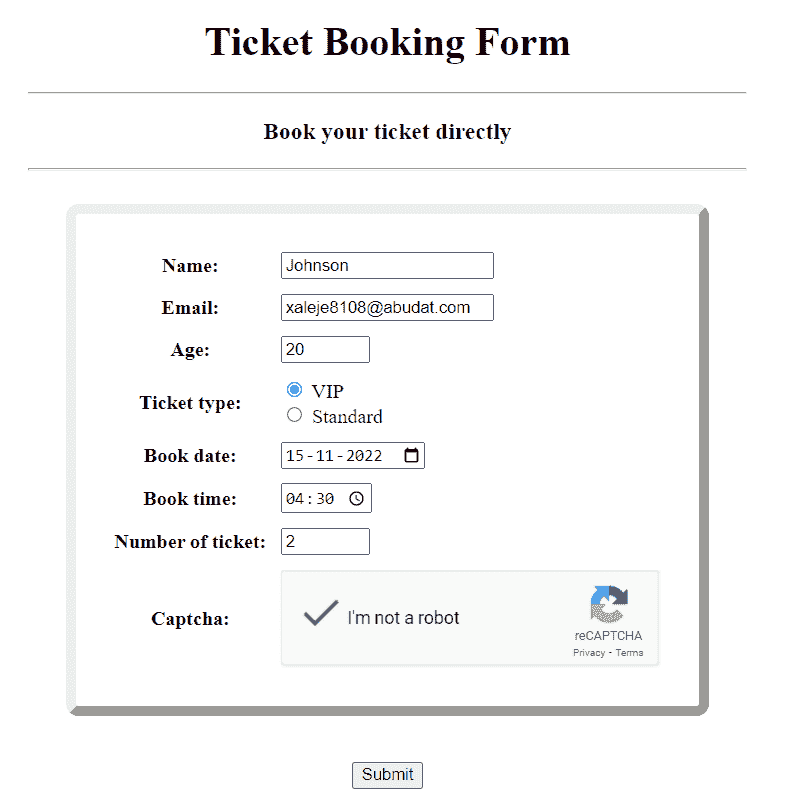 Ticket Booking Form
Book your ticket directly
Name: Johnson
Email: xaleje8108@abudat.com
Age: 20
Ticket type: VIP
Standard
Book date: 15-11-2022
Book time: 04:30
Number of ticket: 2
Captcha: I'm not a robot
reCAPTCHA
Privacy - Terms
Submit